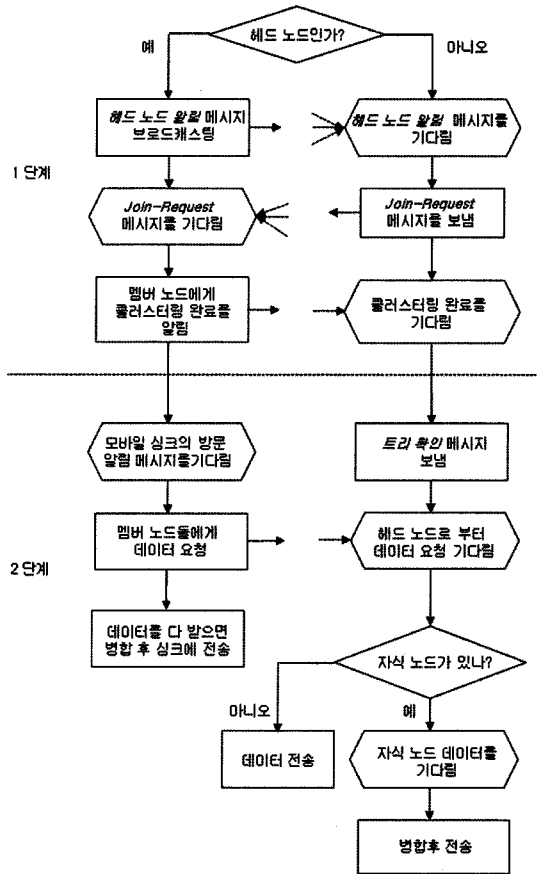 헤드 노드인가?
예
아니오
헤드 노드 알림 메시지
브로드캐스팅
헤드 노드 알림 메시지를
기다림
1 단계
Join-Request
메시지를 기다림
Join-Request
메시지를 보냄
멤버 노드에게
클러스터링 완료를
알림
클러스터링 완료를
기다림
모바일 싱크의 방문
알림 메시지를기다림
트리 확인 메시지
보냄
멤버 노드들에게
데이터 요청
헤드 노드로 부터
데이터 요청 기다림
2 단계
데이터를 다 받으면
병합 후 싱크에 전송
자식 노드가 있나?
아니오
예
데이터 전송
자식 노드 데이터를
기다림
병합후 전송